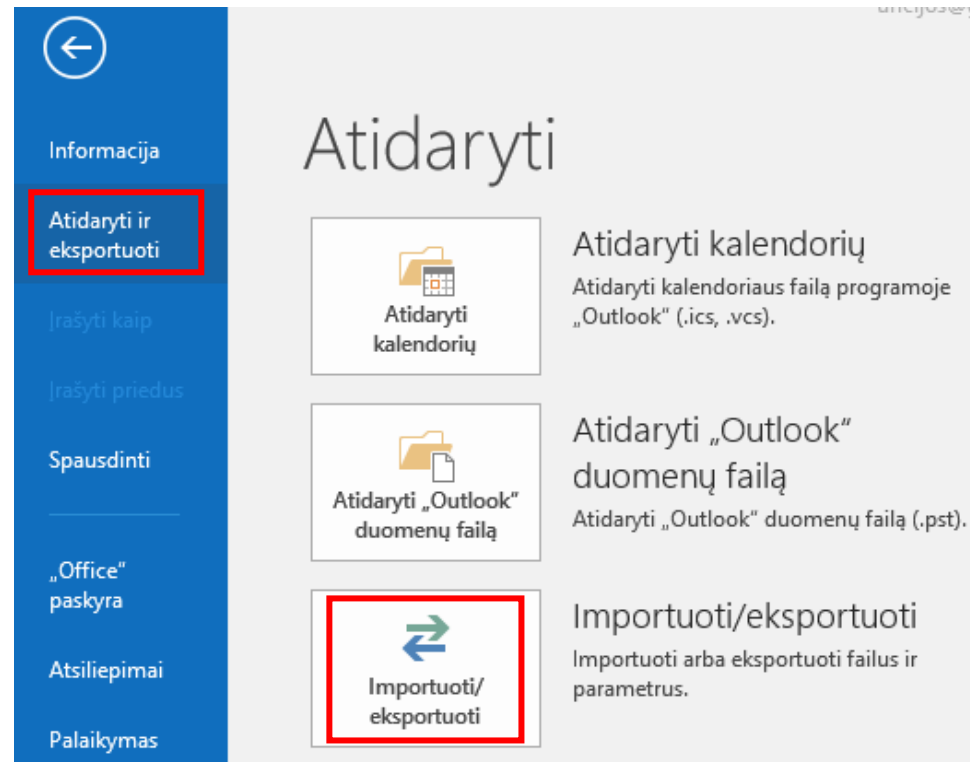 Informacija
Atidaryti ir
eksportuoti
Įrašyti kaip
Įrašyti priedus
Spausdinti
„Office“
paskyra
Atsiliepimai
Palaikymas
Atidaryti
Atidaryti
kalendorių
Atidaryti kalendorių
Atidaryti kalendoriaus failą programoje
„Outlook“ (.ics, .vcs).
Atidaryti „Outlook“
duomenų failą
Atidaryti „Outlook“
duomenų failą
Atidaryti „Outlook“ duomenų failą (.pst).
Importuoti/
eksportuoti
Importuoti/eksportuoti
Importuoti arba eksportuoti failus ir
parametrus.